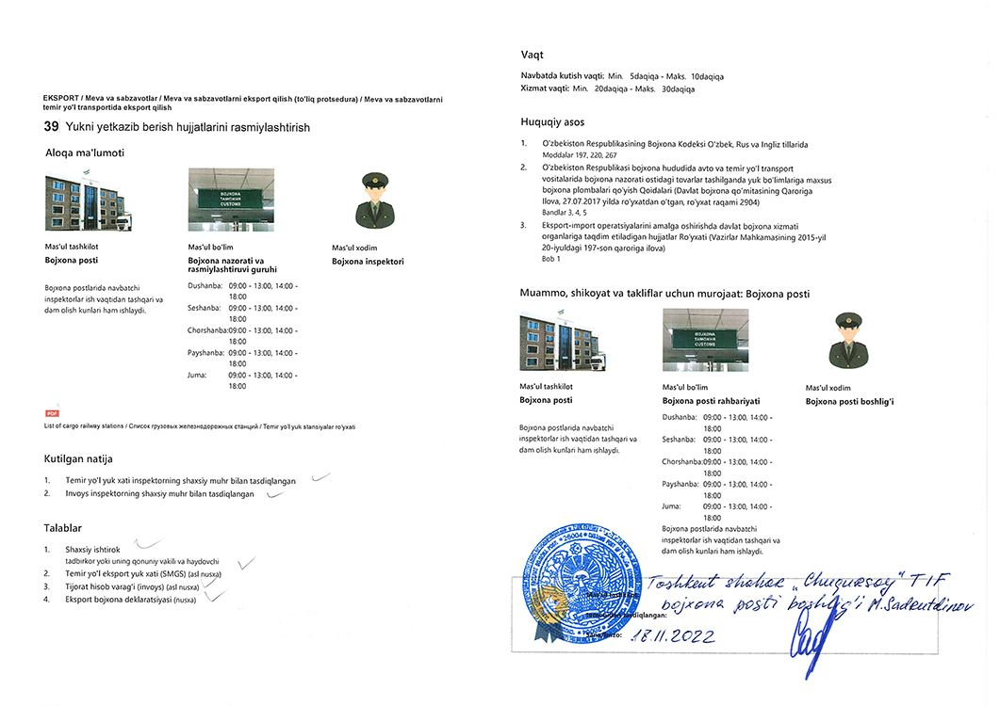 EKSPORT / Meva va sabzavotlar / Meva va sabzavotlarni eksport qilish (to'liq protsedura) / Meva va sabzavotlarni
temir yo'l transportida eksport qilish
39 Yukni yetkazib berish hujjatlarini rasmiylashtirish
Aloqa ma'lumoti
BOJXONA
ТАМОЖНЯ
CUSTOMS
Mas'ul tashkilot
Bojxona posti
Bojxona postlarida navbatchi
inspektorlar ish vaqtidan tashqari va
dam olish kunlari ham ishlaydi.
Mas'ul bo'lim
Bojxona nazorati va
rasmiylashtiruvi guruhi
Dushanba: 09:00 - 13:00, 14:00 -
18:00
Seshanba: 09:00 - 13:00, 14:00 -
18:00
Chorshanba:09:00 - 13:00, 14:00 -
18:00
Payshanba: 09:00 - 13:00, 14:00 -
18:00
Juma: 09:00 - 13:00, 14:00 -
18:00
Mas'ul xodim
Bojxona inspektori
PDF
List of cargo railway stations / Список грузовых железнодорожных станций / Temir yo'l yuk stansiyalar ro'yxati
Kutilgan natija
1. Temir yo'l yuk xati inspektorning shaxsiy muhr bilan tasdiqlangan
2. Invoys inspektorning shaxsiy muhr bilan tasdiqlangan
Talablar
1. Shaxsiy ishtirok
tadbirkor yoki uning qonuniy vakili va haydovchi
2. Temir yo'l eksport yuk xati (SMGS) (asl nusxa)
3. Tijorat hisob varag'i (invoys) (asl nusxa)
4. Eksport bojxona deklaratsiyasi (nusxa)
Vaqt
Navbatda kutish vaqti: Min. 5daqiqa - Maks. 10daqiqa
Xizmat vaqti: Min. 20daqiqa - Maks. 30daqiqa
Huquqiy asos
1. O'zbekiston Respublikasining Bojxona Kodeksi O'zbek, Rus va Ingliz tillarida
Moddalar 197, 220, 267
2. O'zbekiston Respublikasi bojxona hududida avto va temir yo'l transport
vositalarida bojxona nazorati ostidagi tovarlar tashilganda yuk bo'limlariga maxsus
bojxona plombalari qo'yish Qoidalari (Davlat bojxona qo'mitasining Qaroriga
Ilova, 27.07.2017 yilda ro'yxatdan o'tgan, ro'yxat raqami 2904)
Bandlar 3, 4, 5
3. Eksport-import operatsiyalarini amalga oshirishda davlat bojxona xizmati
organlariga taqdim etiladigan hujjatlar Ro'yxati (Vazirlar Mahkamasining 2015-yil
20-iyuldagi 197-son qaroriga ilova)
Bob 1
Muammo, shikoyat va takliflar uchun murojaat: Bojxona posti
BOJXONA
ТАМОЖНЯ
CUSTOMS
Mas'ul tashkilot
Bojxona posti
Bojxona postlarida navbatchi
inspektorlar ish vaqtidan tashqari va
dam olish kunlari ham ishlaydi.
Mas'ul bo'lim
Bojxona posti rahbariyati
Dushanba: 09:00 - 13:00, 14:00 -
18:00
Seshanba: 09:00 - 13:00, 14:00 -
18:00
Chorshanba:09:00 - 13:00, 14:00 -
18:00
Payshanba: 09:00 - 13:00, 14:00 -
18:00
Juma: 09:00 - 13:00, 14:00 -
18:00
Bojxona postlarida navbatchi
inspektorlar ish vaqtidan tashqari va
dam olish kunlari ham ishlaydi.
Mas'ul xodim
Bojxona posti boshlig'i
Toshkent shahar „Chuqursoy" TIF
bojxona posti boshlig'i M.Sadrutdinov
tasdiqlangan:
18.11.2022